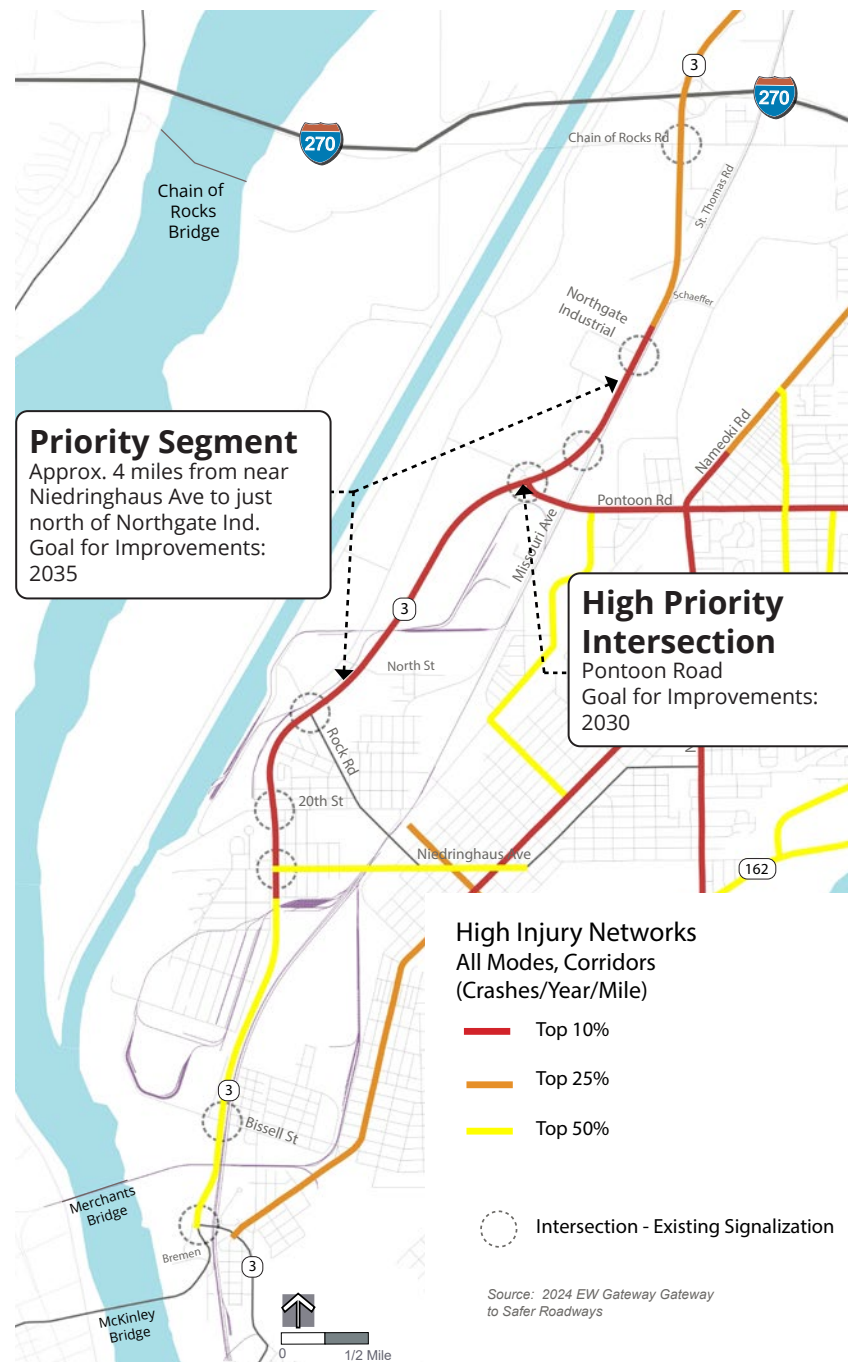 3
270
270
Chain of Rocks Rd
Chain of
Rocks
Bridge
St. Thomas Rd
Schaeffer
Northgate
Industrial
Nameoki Rd
Priority Segment
Approx. 4 miles from near
Niedringhaus Ave to just
north of Northgate Ind.
Goal for Improvements:
2035
Pontoon Rd
Missouri Ave
High Priority
Intersection
Pontoon Road
Goal for Improvements:
2030
3
North St
N
Rock Rd
20th St
Niedringhaus Ave
162
High Injury Networks
All Modes, Corridors
(Crashes/Year/Mile)
Top 10%
Top 25%
Top 50%
3
Bissell St
Merchants
Bridge
Intersection - Existing Signalization
Bremen
3
Source: 2024 EW Gateway Gateway
to Safer Roadways
McKinley
Bridge
0
1/2 Mile